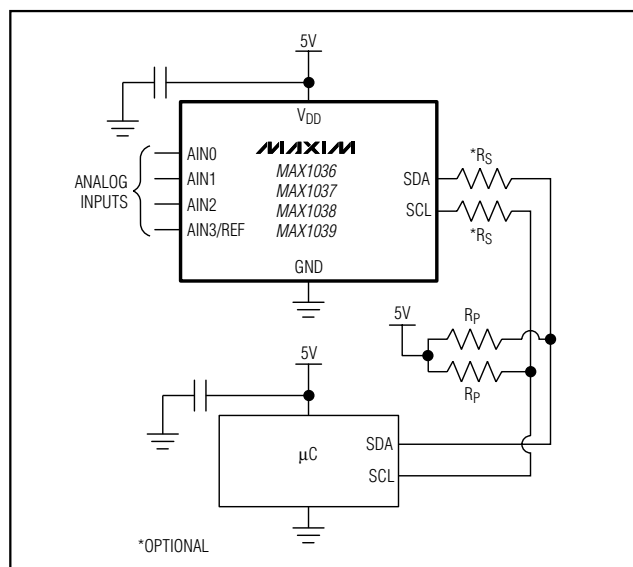 5V
VDD
MAXIM
MAX1036
MAX1037
MAX1038
MAX1039
ANALOG
INPUTS
AIN0
AIN1
AIN2
AIN3/REF
SDA
SCL
GND
*RS
*RS
5V
RP
RP
5V
μC
SDA
SCL
*OPTIONAL